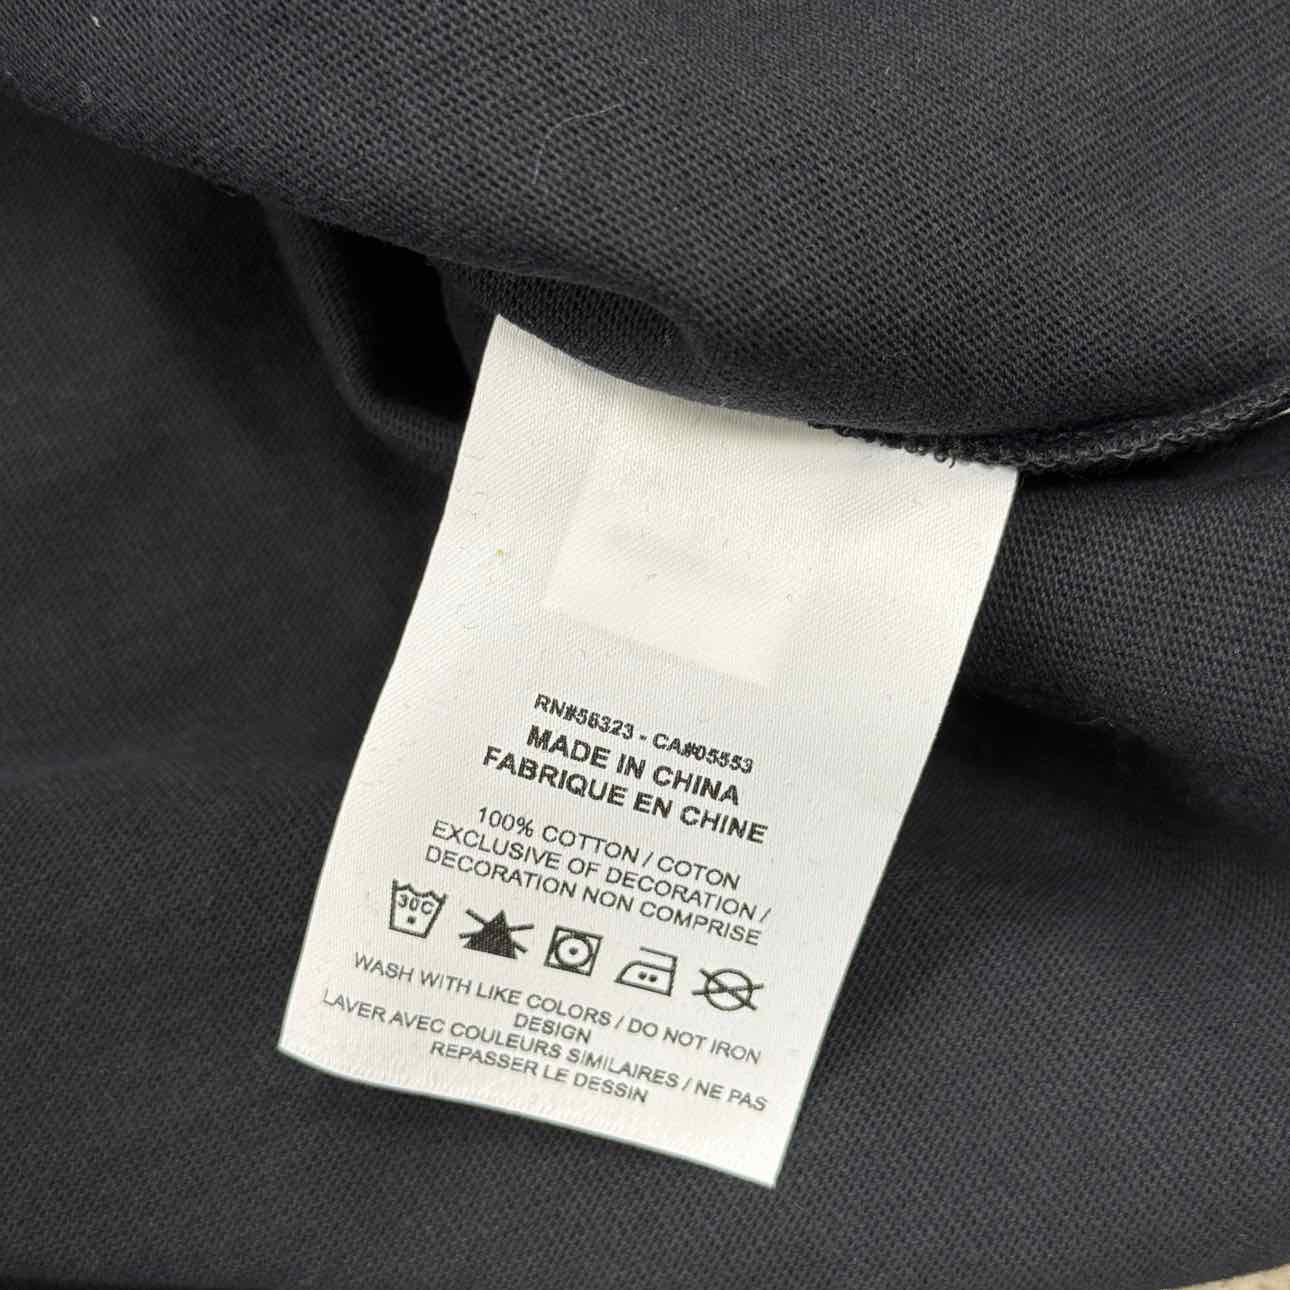 RN#56323 - CA#05553
MADE IN CHINA
FABRIQUE EN CHINE
100% COTTON / COTON
EXCLUSIVE OF DECORATION /
DECORATION NON COMPRISE
30C
WASH WITH LIKE COLORS / DO NOT IRON
DESIGN
LAVER AVEC COULEURS SIMILAIRES / NE PAS
REPASSER LE DESSIN